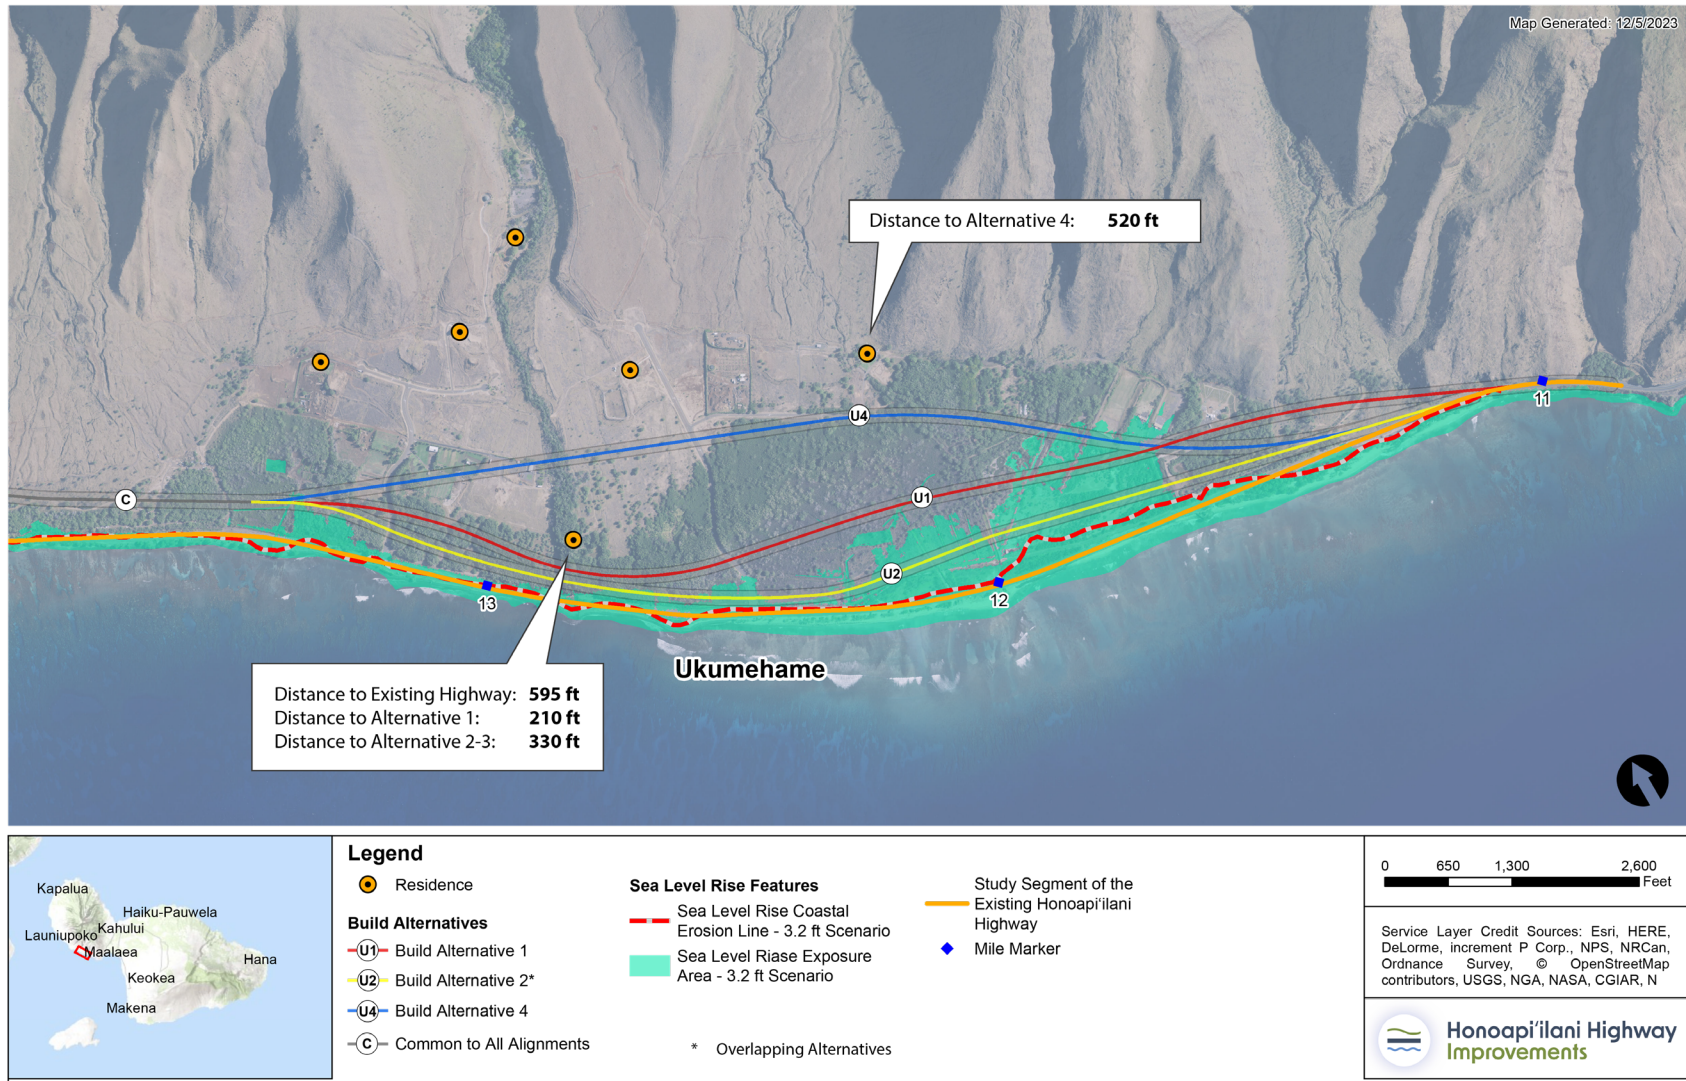 Map Generated: 12/5/2023
Distance to Alternative 4: 520 ft
U4
11
C
U1
U2
13
12
Ukumehame
Distance to Existing Highway: 595 ft
Distance to Alternative 1: 210 ft
Distance to Alternative 2-3: 330 ft
Kapalua
Haiku-Pauwela
Kahului
Launiupoko
Maalaea
Hana
Keokea
Makena
Legend
Residence
Build Alternatives
U1 Build Alternative 1
U2 Build Alternative 2*
U4 Build Alternative 4
C Common to All Alignments
Sea Level Rise Features
Sea Level Rise Coastal
Erosion Line - 3.2 ft Scenario
Sea Level Riase Exposure
Area - 3.2 ft Scenario
* Overlapping Alternatives
Study Segment of the
Existing Honoapiʻilani
Highway
Mile Marker
0 650 1,300 2,600
Feet
Service Layer Credit Sources: Esri, HERE,
DeLorme, increment P Corp., NPS, NRCan,
Ordnance Survey, © OpenStreetMap
contributors, USGS, NGA, NASA, CGIAR, N
Honoapiʻilani Highway
Improvements